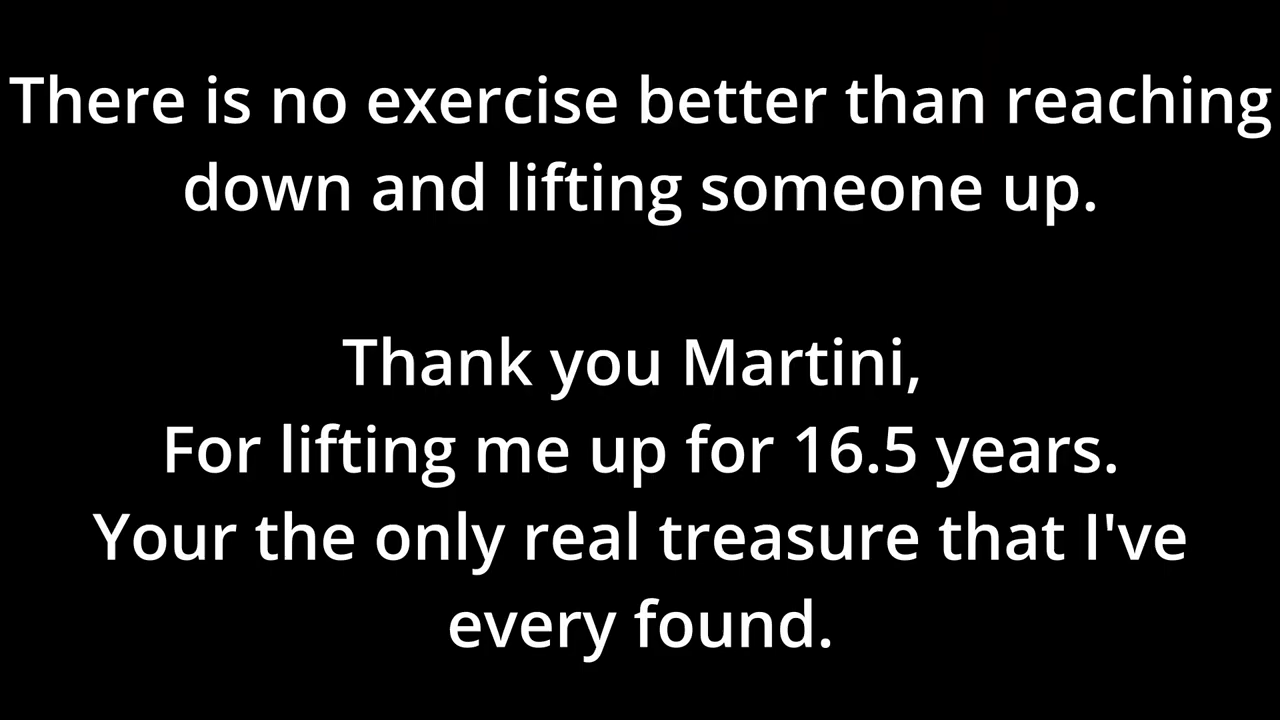 There is no exercise better than reaching
down and lifting someone up.
Thank you Martini,
For lifting me up for 16.5 years.
Your the only real treasure that I've
every found.